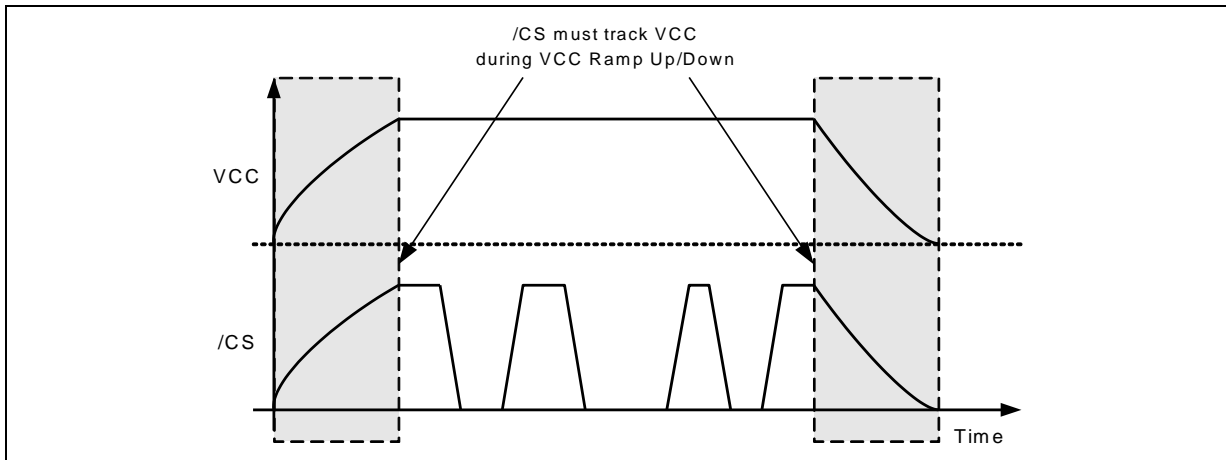 /CS must track VCC
during VCC Ramp Up/Down
VCC
/CS
Time